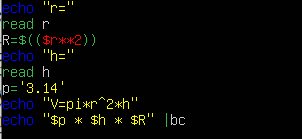 echo "r="
read r
R=$(($r**2))
echo "h="
read h
p='3.14'
echo "V=pi*r^2*h"
echo "$p * $h * $R" |bc